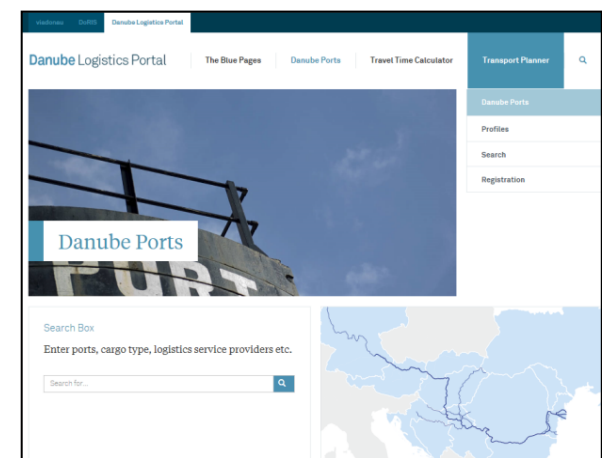 viadonau DoRIS Danube Logistics Portal
Danube Logistics Portal The Blue Pages Danube Ports Travel Time Calculator Transport Planner
Danube Ports
Profiles
Search
Registration
Danube Ports
PORT
Search Box
Enter ports, cargo type, logistics service providers etc.
Search for...